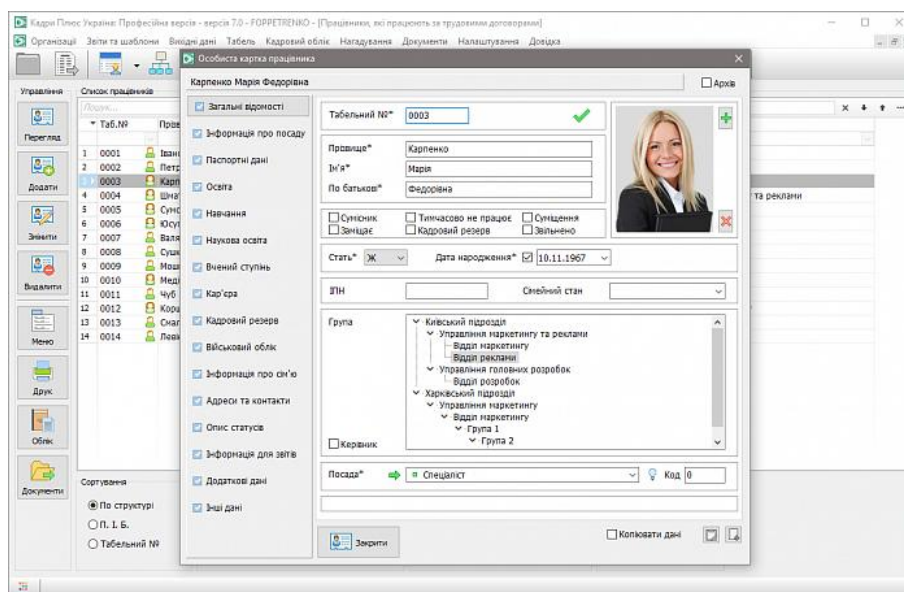 Кадри Плюс Україна: Професійна версія - версія 7.0 - FOPPETRENKO - [Працівники, які працюють за трудовими договорами]
Організації Звіти та шаблони Вихідні дані Табель Кадровий облік Нагадування Документи Налаштування Довідка
Особиста картка працівника
Карпенко Марія Федорівна
Архів
Управління
Перегляд
Додати
Змінити
Видалити
Меню
Друк
Облік
Документи
Список працівників
Пошук...
Таб.№
1 0001
2 0002
3 0003
4 0004
5 0005
6 0006
7 0007
8 0008
9 0009
10 0010
11 0011 Чуб
12 0012
13 0013
14 0014
та реклами
Сортування
По структурі
П. І. Б.
Табельний №
Загальні відомості
Інформація про посаду
Паспортні дані
Освіта
Навчання
Наукова освіта
Вчений ступінь
Кар'єра
Кадровий резерв
Військовий облік
Інформація про сім'ю
Адреси та контакти
Опис статусів
Інформація для звітів
Додаткові дані
Інші дані
Табельний №* 0003
Прізвище* Карпенко
Ім'я* Марія
По батькові* Федорівна
Сумісник Тимчасово не працює Суміщення
Заміщає Кадровий резерв Звільнено
Стать* Ж Дата народження* 10.11.1967
ІПН Сімейний стан
Група
Київський підрозділ
Управління маркетингу та реклами
Відділ маркетингу
Відділ реклами
Управління головних розробок
Відділ розробок
Харківський підрозділ
Управління маркетингу
Відділ маркетингу
Група 1
Група 2
Керівник
Посада* Спеціаліст Код 0
Закрити
Копіювати дані